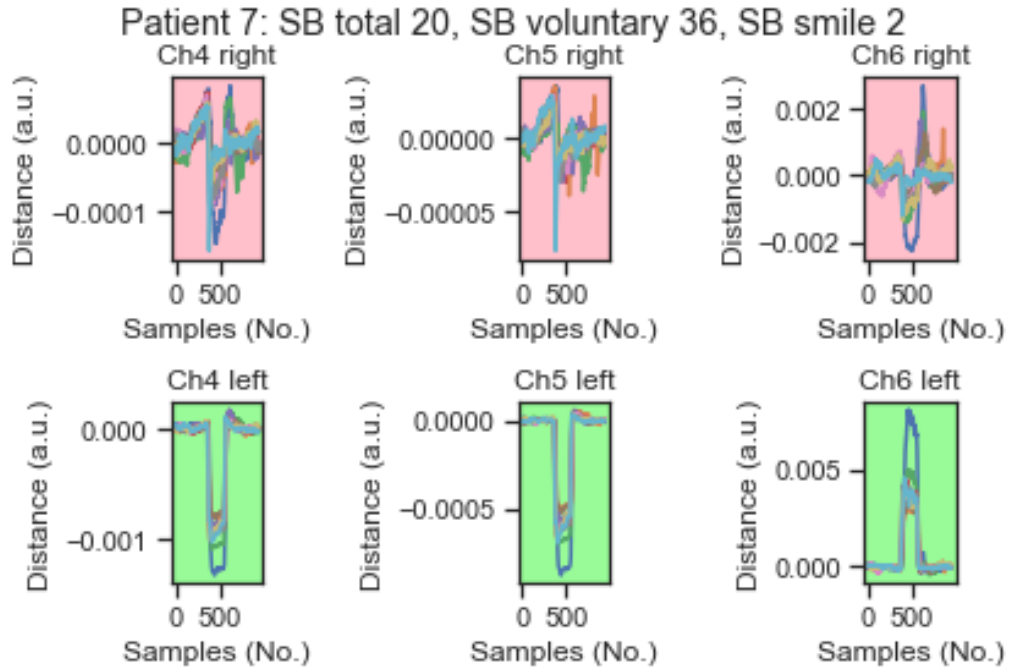 Patient 7: SB total 20, SB voluntary 36, SB smile 2
Ch4 right
Ch5 right
Ch6 right
Distance (a.u.)
0.0000
−0.0001
0 500
Samples (No.)
Distance (a.u.)
0.00000
−0.00005
0 500
Samples (No.)
Distance (a.u.)
0.002
0.000
−0.002
0 500
Samples (No.)
Ch4 left
Ch5 left
Ch6 left
Distance (a.u.)
0.000
−0.001
0 500
Samples (No.)
Distance (a.u.)
0.0000
−0.0005
0 500
Samples (No.)
Distance (a.u.)
0.005
0.000
0 500
Samples (No.)